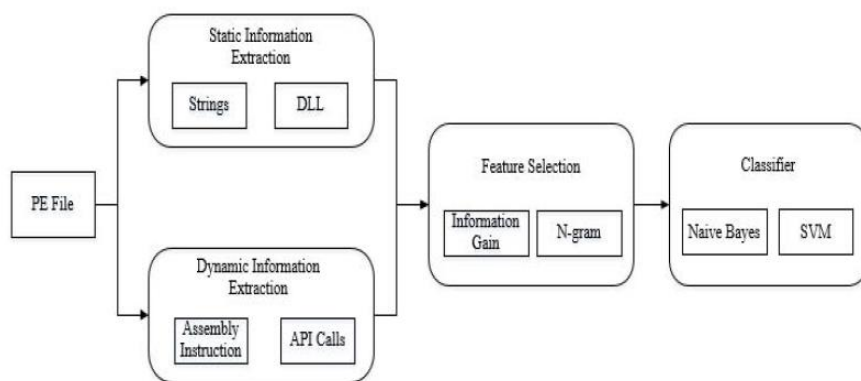 Static Information
Extraction
Strings
DLL
PE File
Dynamic Information
Extraction
Assembly
Instruction
API Calls
Feature Selection
Information
Gain
N-gram
Classifier
Naive Bayes
SVM